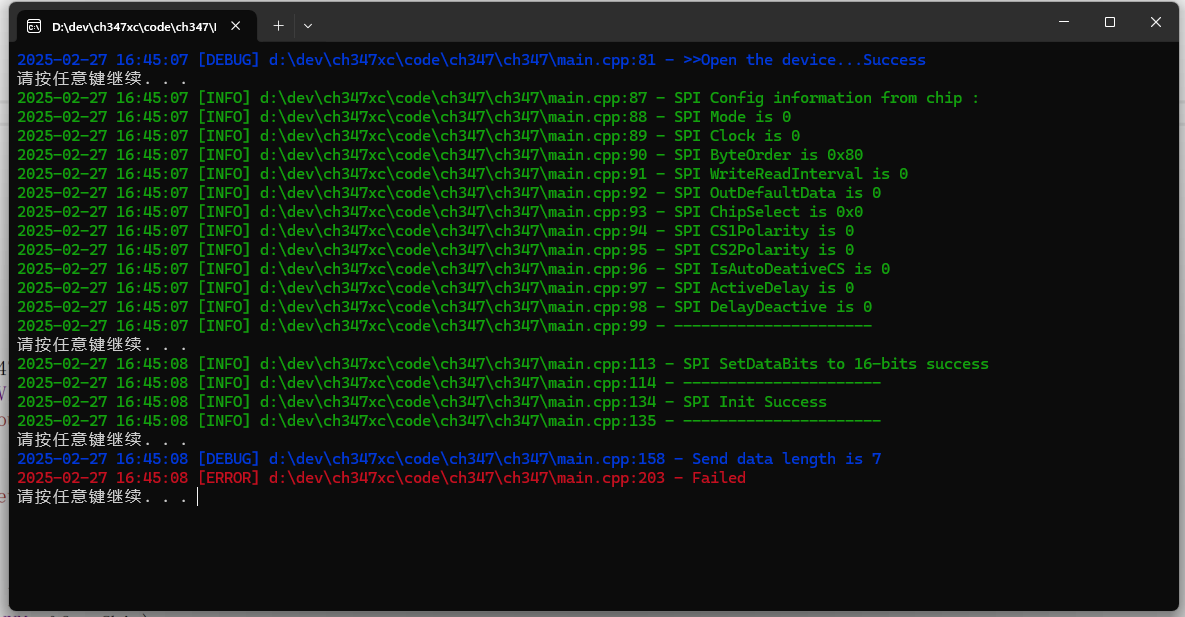 D:\dev\ch347xc\code\ch347\
2025-02-27 16:45:07 [DEBUG] d:\dev\ch347xc\code\ch347\ch347\main.cpp:81 - >>Open the device...Success
请按任意键继续. . .
2025-02-27 16:45:07 [INFO] d:\dev\ch347xc\code\ch347\ch347\main.cpp:87 - SPI Config information from chip :
2025-02-27 16:45:07 [INFO] d:\dev\ch347xc\code\ch347\ch347\main.cpp:88 - SPI Mode is 0
2025-02-27 16:45:07 [INFO] d:\dev\ch347xc\code\ch347\ch347\main.cpp:89 - SPI Clock is 0
2025-02-27 16:45:07 [INFO] d:\dev\ch347xc\code\ch347\ch347\main.cpp:90 - SPI ByteOrder is 0x80
2025-02-27 16:45:07 [INFO] d:\dev\ch347xc\code\ch347\ch347\main.cpp:91 - SPI WriteReadInterval is 0
2025-02-27 16:45:07 [INFO] d:\dev\ch347xc\code\ch347\ch347\main.cpp:92 - SPI OutDefaultData is 0
2025-02-27 16:45:07 [INFO] d:\dev\ch347xc\code\ch347\ch347\main.cpp:93 - SPI ChipSelect is 0x0
2025-02-27 16:45:07 [INFO] d:\dev\ch347xc\code\ch347\ch347\main.cpp:94 - SPI CS1Polarity is 0
2025-02-27 16:45:07 [INFO] d:\dev\ch347xc\code\ch347\ch347\main.cpp:95 - SPI CS2Polarity is 0
2025-02-27 16:45:07 [INFO] d:\dev\ch347xc\code\ch347\ch347\main.cpp:96 - SPI IsAutoDeativeCS is 0
2025-02-27 16:45:07 [INFO] d:\dev\ch347xc\code\ch347\ch347\main.cpp:97 - SPI ActiveDelay is 0
2025-02-27 16:45:07 [INFO] d:\dev\ch347xc\code\ch347\ch347\main.cpp:98 - SPI DelayDeactive is 0
2025-02-27 16:45:07 [INFO] d:\dev\ch347xc\code\ch347\ch347\main.cpp:99 - ----------------------
请按任意键继续. . .
2025-02-27 16:45:08 [INFO] d:\dev\ch347xc\code\ch347\ch347\main.cpp:113 - SPI SetDataBits to 16-bits success
2025-02-27 16:45:08 [INFO] d:\dev\ch347xc\code\ch347\ch347\main.cpp:114 - ----------------------
2025-02-27 16:45:08 [INFO] d:\dev\ch347xc\code\ch347\ch347\main.cpp:134 - SPI Init Success
2025-02-27 16:45:08 [INFO] d:\dev\ch347xc\code\ch347\ch347\main.cpp:135 - ----------------------
请按任意键继续. . .
2025-02-27 16:45:08 [DEBUG] d:\dev\ch347xc\code\ch347\ch347\main.cpp:158 - Send data length is 7
2025-02-27 16:45:08 [ERROR] d:\dev\ch347xc\code\ch347\ch347\main.cpp:203 - Failed
请按任意键继续. . .